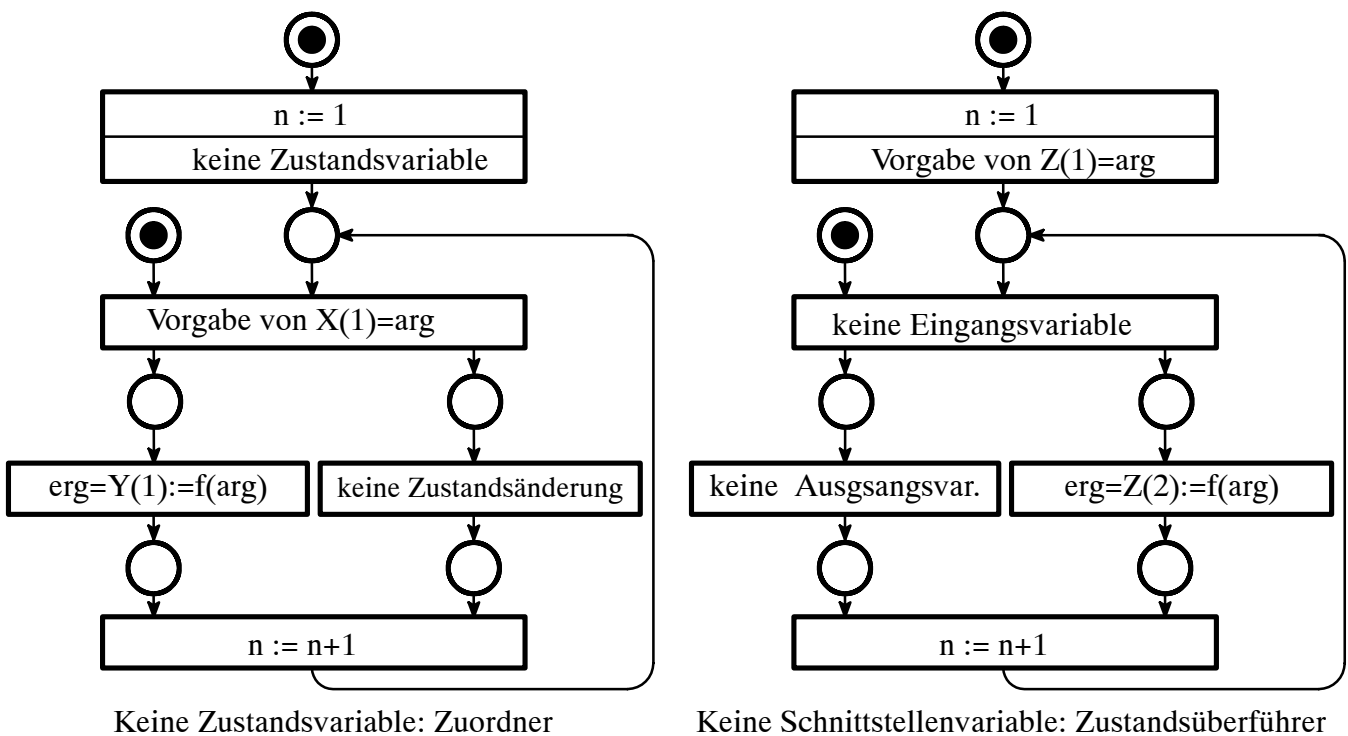 n := 1
keine Zustandsvariable
Vorgabe von X(1)=arg
erg=Y(1):=f(arg)
keine Zustandsänderung
n := n+1
Keine Zustandsvariable: Zuordner
n := 1
Vorgabe von Z(1)=arg
keine Eingangsvariable
keine Ausgsangsvar.
erg=Z(2):=f(arg)
n := n+1
Keine Schnittstellenvariable: Zustandsüberführer